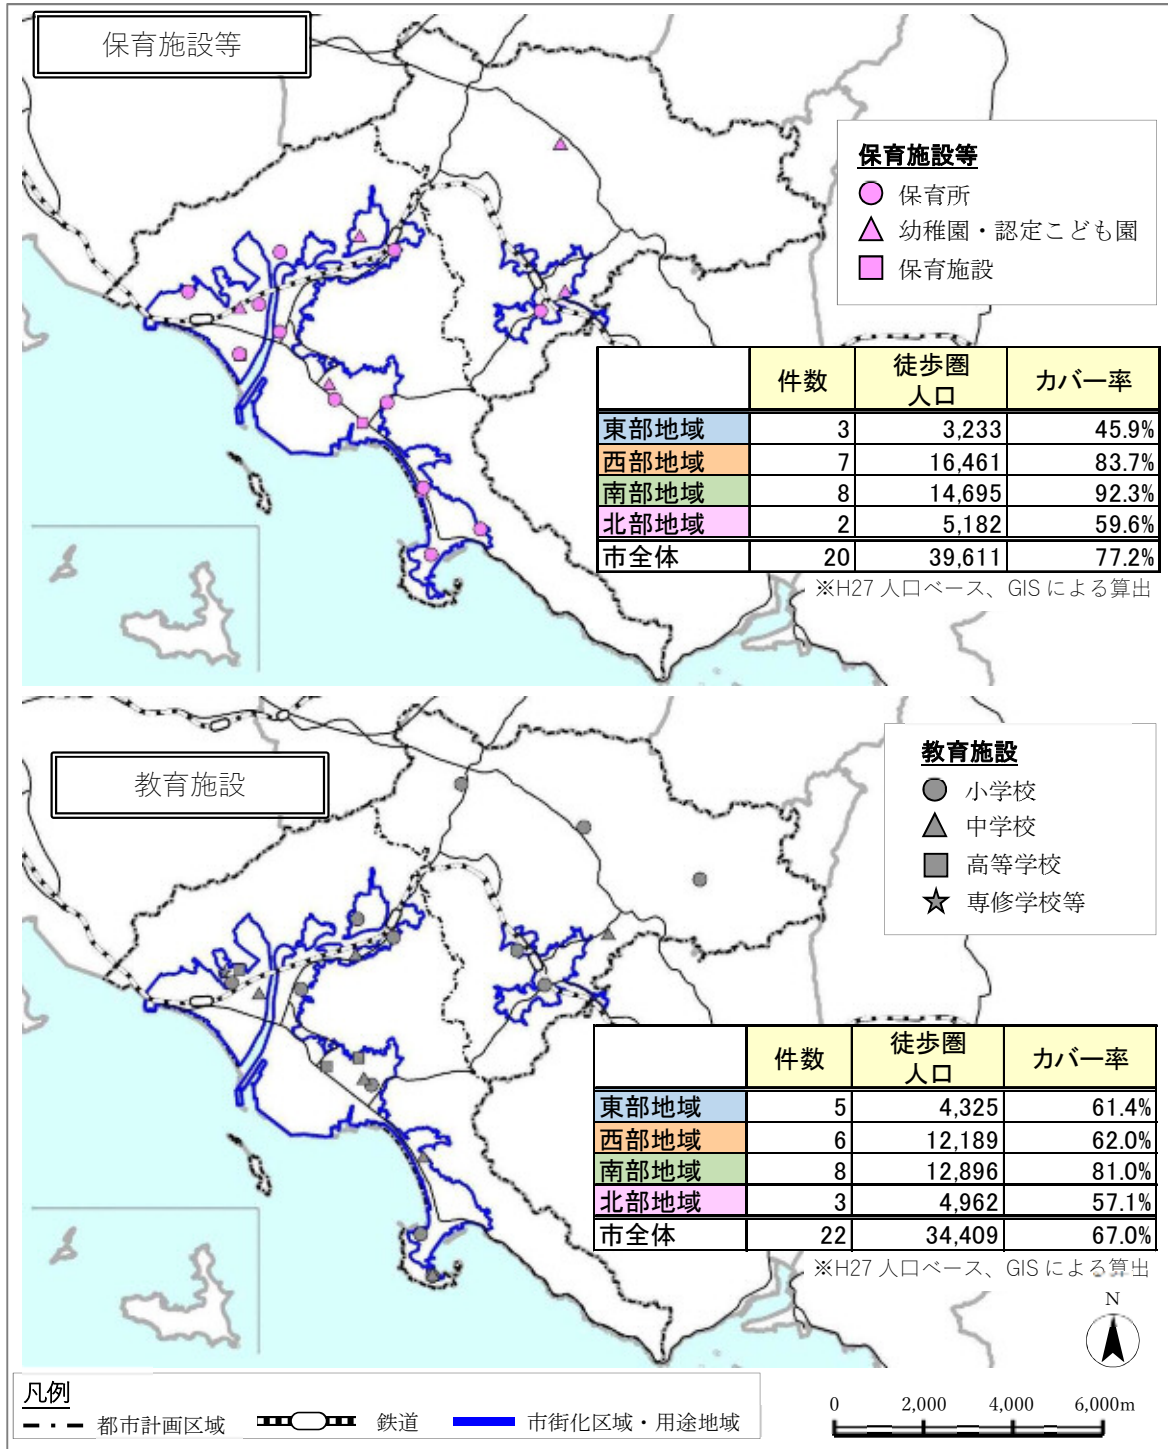 保育施設等
保育施設等
保育所
幼稚園・認定こども園
保育施設
件数 徒歩圏人口 カバー率
東部地域 3 3,233 45.9%
西部地域 7 16,461 83.7%
南部地域 8 14,695 92.3%
北部地域 2 5,182 59.6%
市全体 20 39,611 77.2%
※H27 人口ベース、GIS による算出
教育施設
教育施設
小学校
中学校
高等学校
専修学校等
件数 徒歩圏人口 カバー率
東部地域 5 4,325 61.4%
西部地域 6 12,189 62.0%
南部地域 8 12,896 81.0%
北部地域 3 4,962 57.1%
市全体 22 34,409 67.0%
※H27 人口ベース、GIS による算出
N
凡例
都市計画区域 鉄道 市街化区域・用途地域
0 2,000 4,000 6,000m